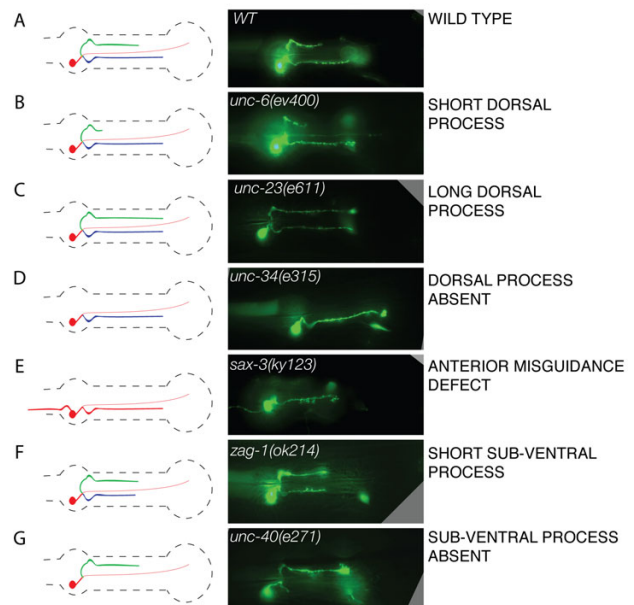 A
WT
WILD TYPE
B
unc-6(ev400)
SHORT DORSAL
PROCESS
C
unc-23(e611)
LONG DORSAL
PROCESS
D
unc-34(e315)
DORSAL PROCESS
ABSENT
E
sax-3(ky123)
ANTERIOR MISGUIDANCE
DEFECT
F
zag-1(ok214)
SHORT SUB-VENTRAL
PROCESS
G
unc-40(e271)
SUB-VENTRAL PROCESS
ABSENT